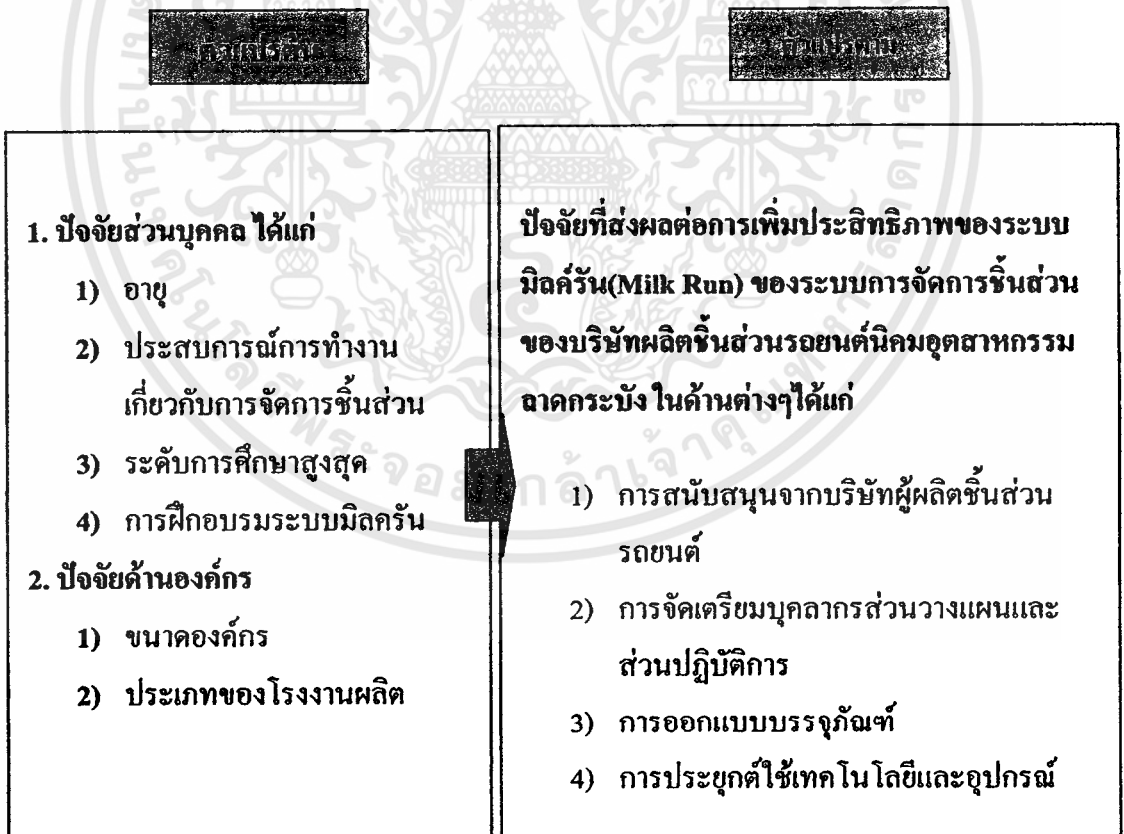 ตัวแปรต้น
ตัวแปรตาม
1. ปัจจัยส่วนบุคคล ได้แก่
1) อายุ
2) ประสบการณ์การทำงาน
เกี่ยวกับการจัดการชิ้นส่วน
3) ระดับการศึกษาสูงสุด
4) การฝึกอบรมระบบมิลครัน
2. ปัจจัยด้านองค์กร
1) ขนาดองค์กร
2) ประเภทของโรงงานผลิต
ปัจจัยที่ส่งผลต่อการเพิ่มประสิทธิภาพของระบบ
มิลค์รัน(Milk Run) ของระบบการจัดการชิ้นส่วน
ของบริษัทผลิตชิ้นส่วนรถยนต์นิคมอุตสาหกรรม
ลาดกระบัง ในด้านต่างๆได้แก่
1) การสนับสนุนจากบริษัทผู้ผลิตชิ้นส่วน
รถยนต์
2) การจัดเตรียมบุคลากรส่วนวางแผนและ
ส่วนปฏิบัติการ
3) การออกแบบบรรจุภัณฑ์
4) การประยุกต์ใช้เทคโนโลยีและอุปกรณ์